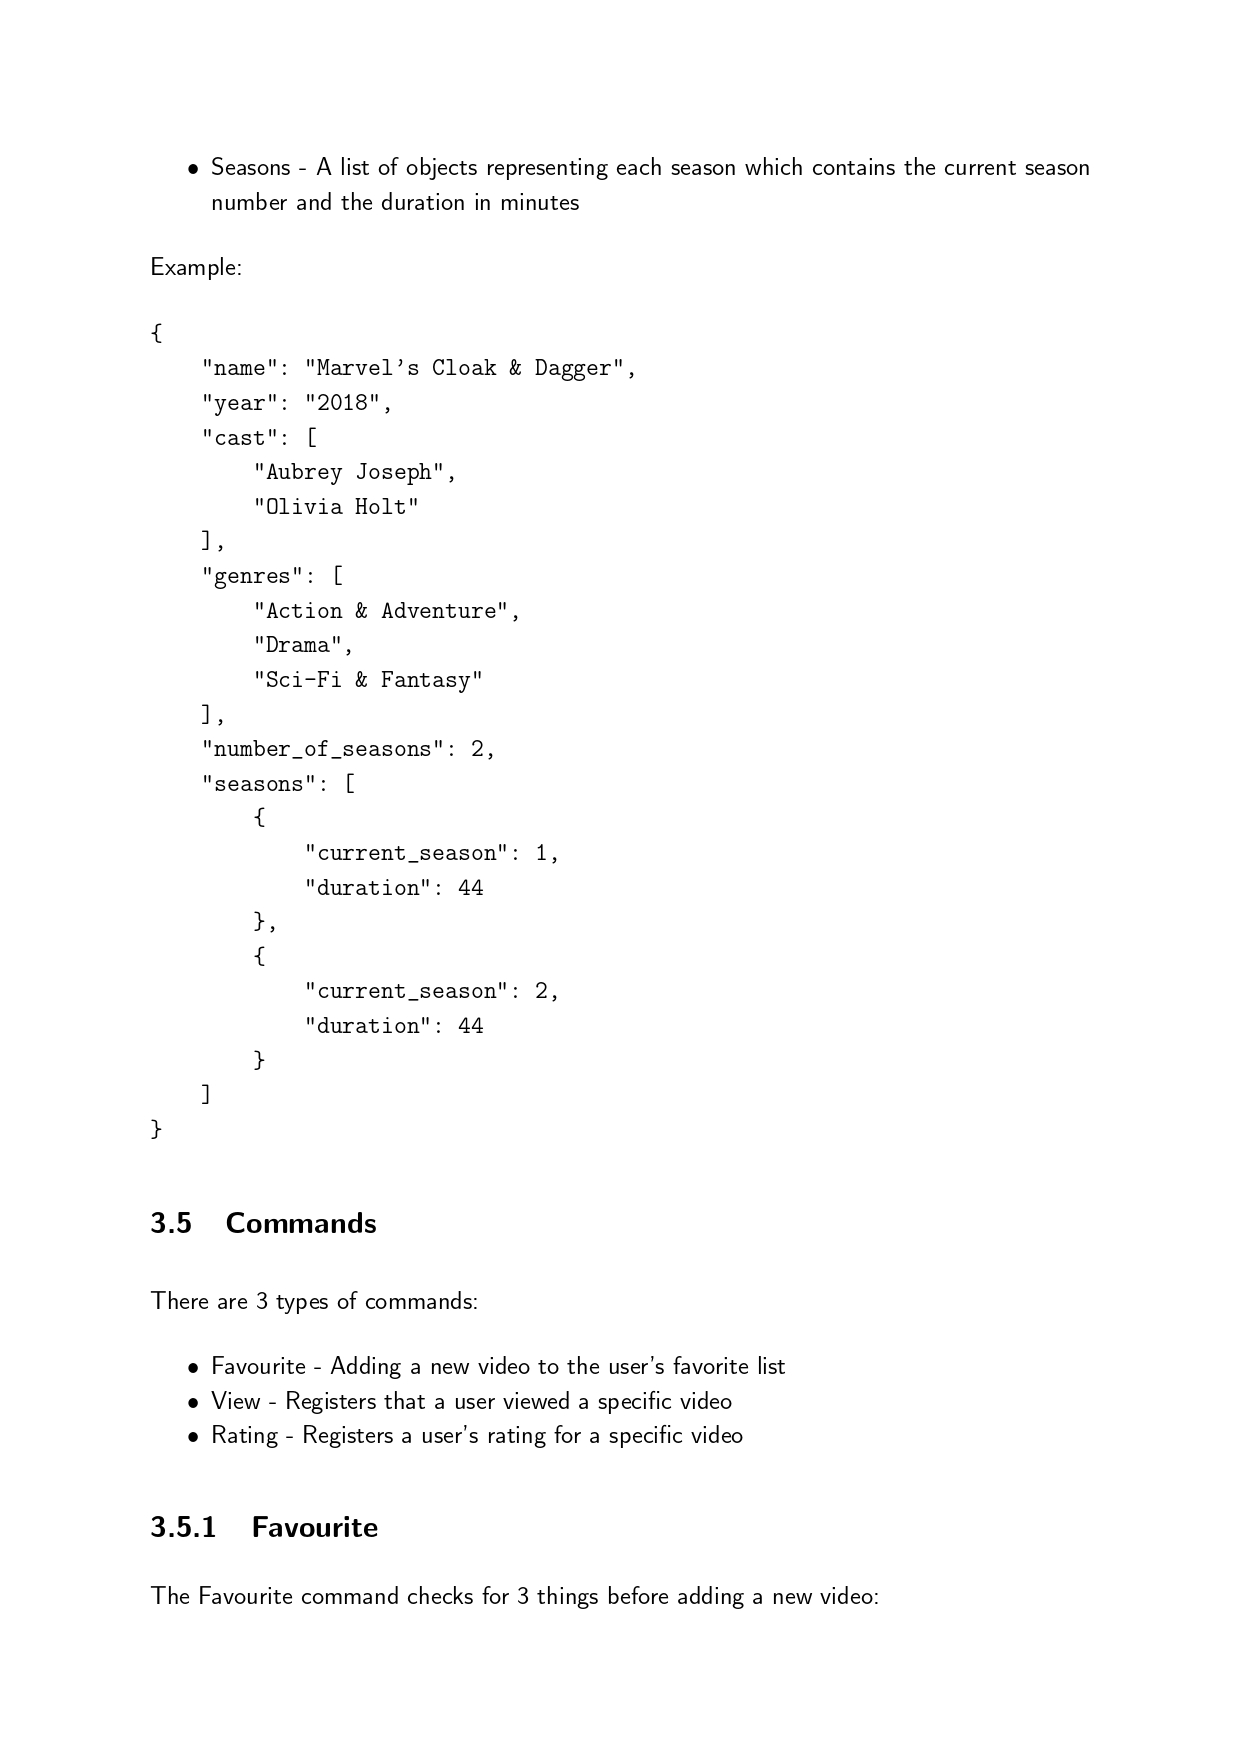 • Seasons - A list of objects representing each season which contains the current season
number and the duration in minutes
Example:
{
    "name": "Marvel’s Cloak & Dagger",
    "year": "2018",
    "cast": [
        "Aubrey Joseph",
        "Olivia Holt"
    ],
    "genres": [
        "Action & Adventure",
        "Drama",
        "Sci-Fi & Fantasy"
    ],
    "number_of_seasons": 2,
    "seasons": [
        {
            "current_season": 1,
            "duration": 44
        },
        {
            "current_season": 2,
            "duration": 44
        }
    ]
}
3.5 Commands
There are 3 types of commands:
• Favourite - Adding a new video to the user’s favorite list
• View - Registers that a user viewed a specific video
• Rating - Registers a user’s rating for a specific video
3.5.1 Favourite
The Favourite command checks for 3 things before adding a new video: